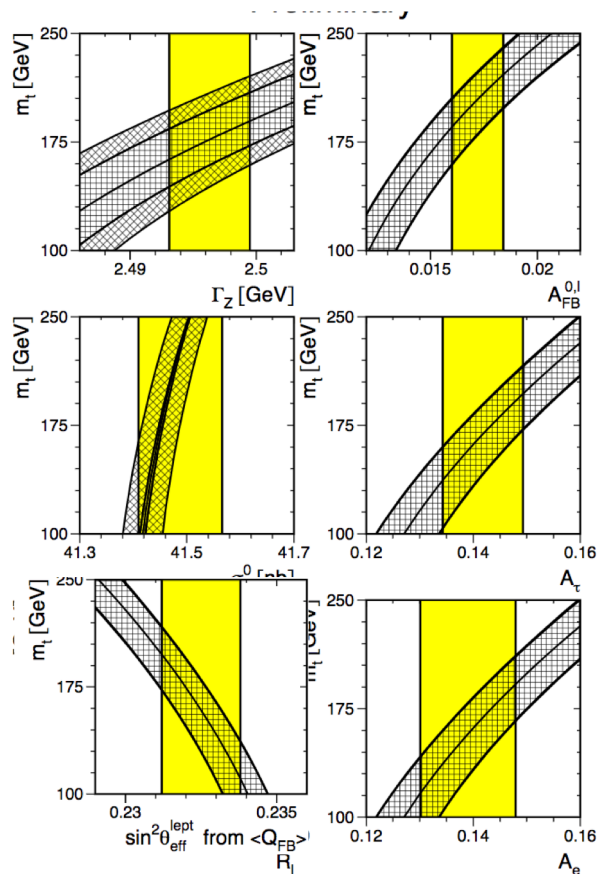 Preliminary
250
175
100
m_t [GeV]
2.49
2.5
Γ_Z [GeV]
250
175
100
m_t [GeV]
0.015
0.02
A_FB^0,l
250
175
100
m_t [GeV]
41.3
41.5
41.7
250
175
100
m_t [GeV]
0.12
0.14
0.16
A_τ
250
175
100
m_t [GeV]
0.23
0.235
sin²θ_eff^lept from <Q_FB>
R_l
250
175
100
m_t [GeV]
0.12
0.14
0.16
A_e